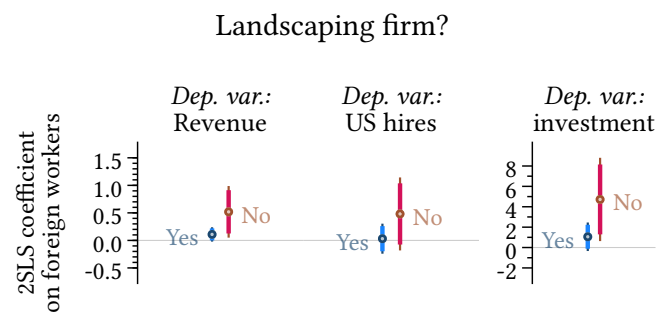 Landscaping firm?
Dep. var.:
Revenue
Dep. var.:
US hires
Dep. var.:
investment
2SLS coefficient
on foreign workers
1.5
1.0
0.5
0.0
-0.5
Yes
No
Yes
No
8
6
4
2
0
-2
Yes
No